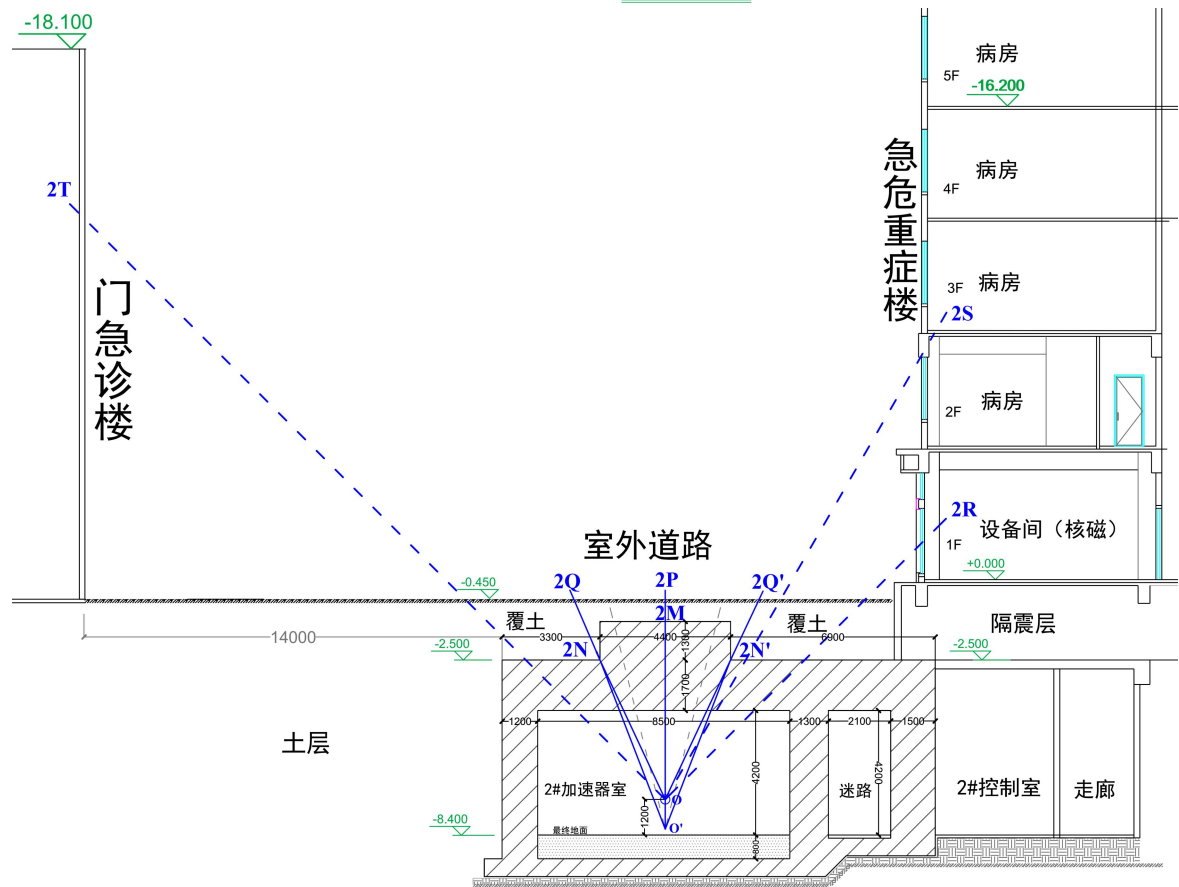 -18.100
5F
病房
-16.200
4F
病房
急危重症楼
2T
门急诊楼
3F
病房
2S
2F
病房
2R
1F
设备间（核磁）
+0.000
室外道路
-0.450
2Q
2P
2Q'
2M
覆土
覆土
隔震层
14000
3300
4400
6900
1300
-2.500
2N
2N'
-2.500
1700
1200
8500
1300
2100
1500
土层
4200
4200
2#加速器室
迷路
2#控制室
走廊
O
1200
-8.400
最终地面
O'
800